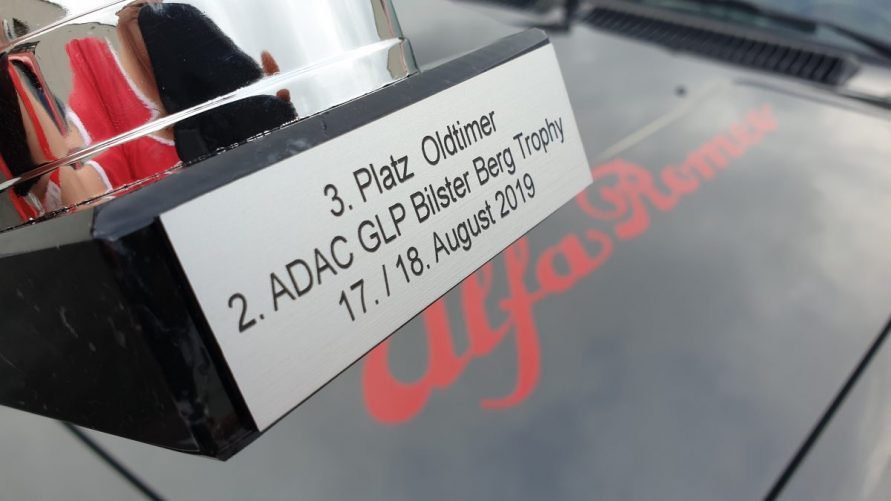 3. Platz Oldtimer
2. ADAC GLP Bilster Berg Trophy
17. / 18. August 2019
Alfa Romeo